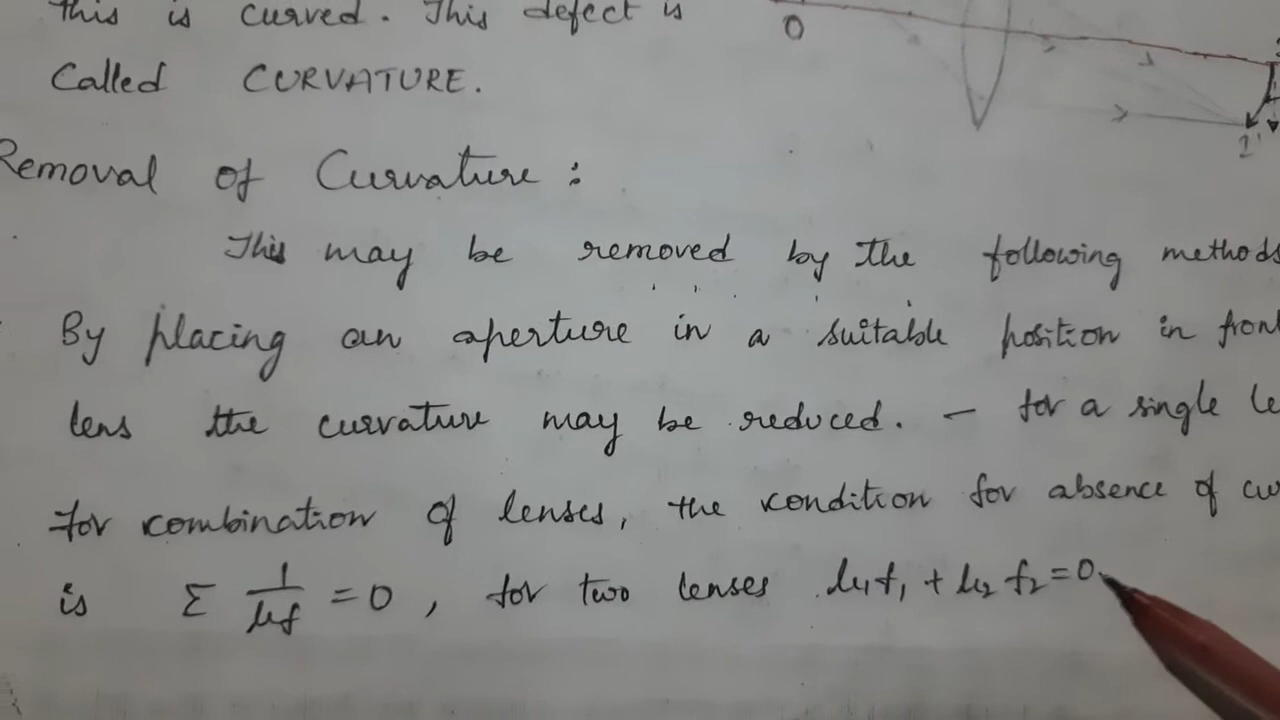 this is curved. This defect is
Called CURVATURE.
O
I'
Removal of Curvature :
This may be removed by the following methods
By placing an aperture in a suitable position in front
lens the curvature may be reduced. — for a single
for combination of lenses, the condition for absence of
is Σ 1/μf = 0 , for two lenses μ1f1 + μ2f2 = 0